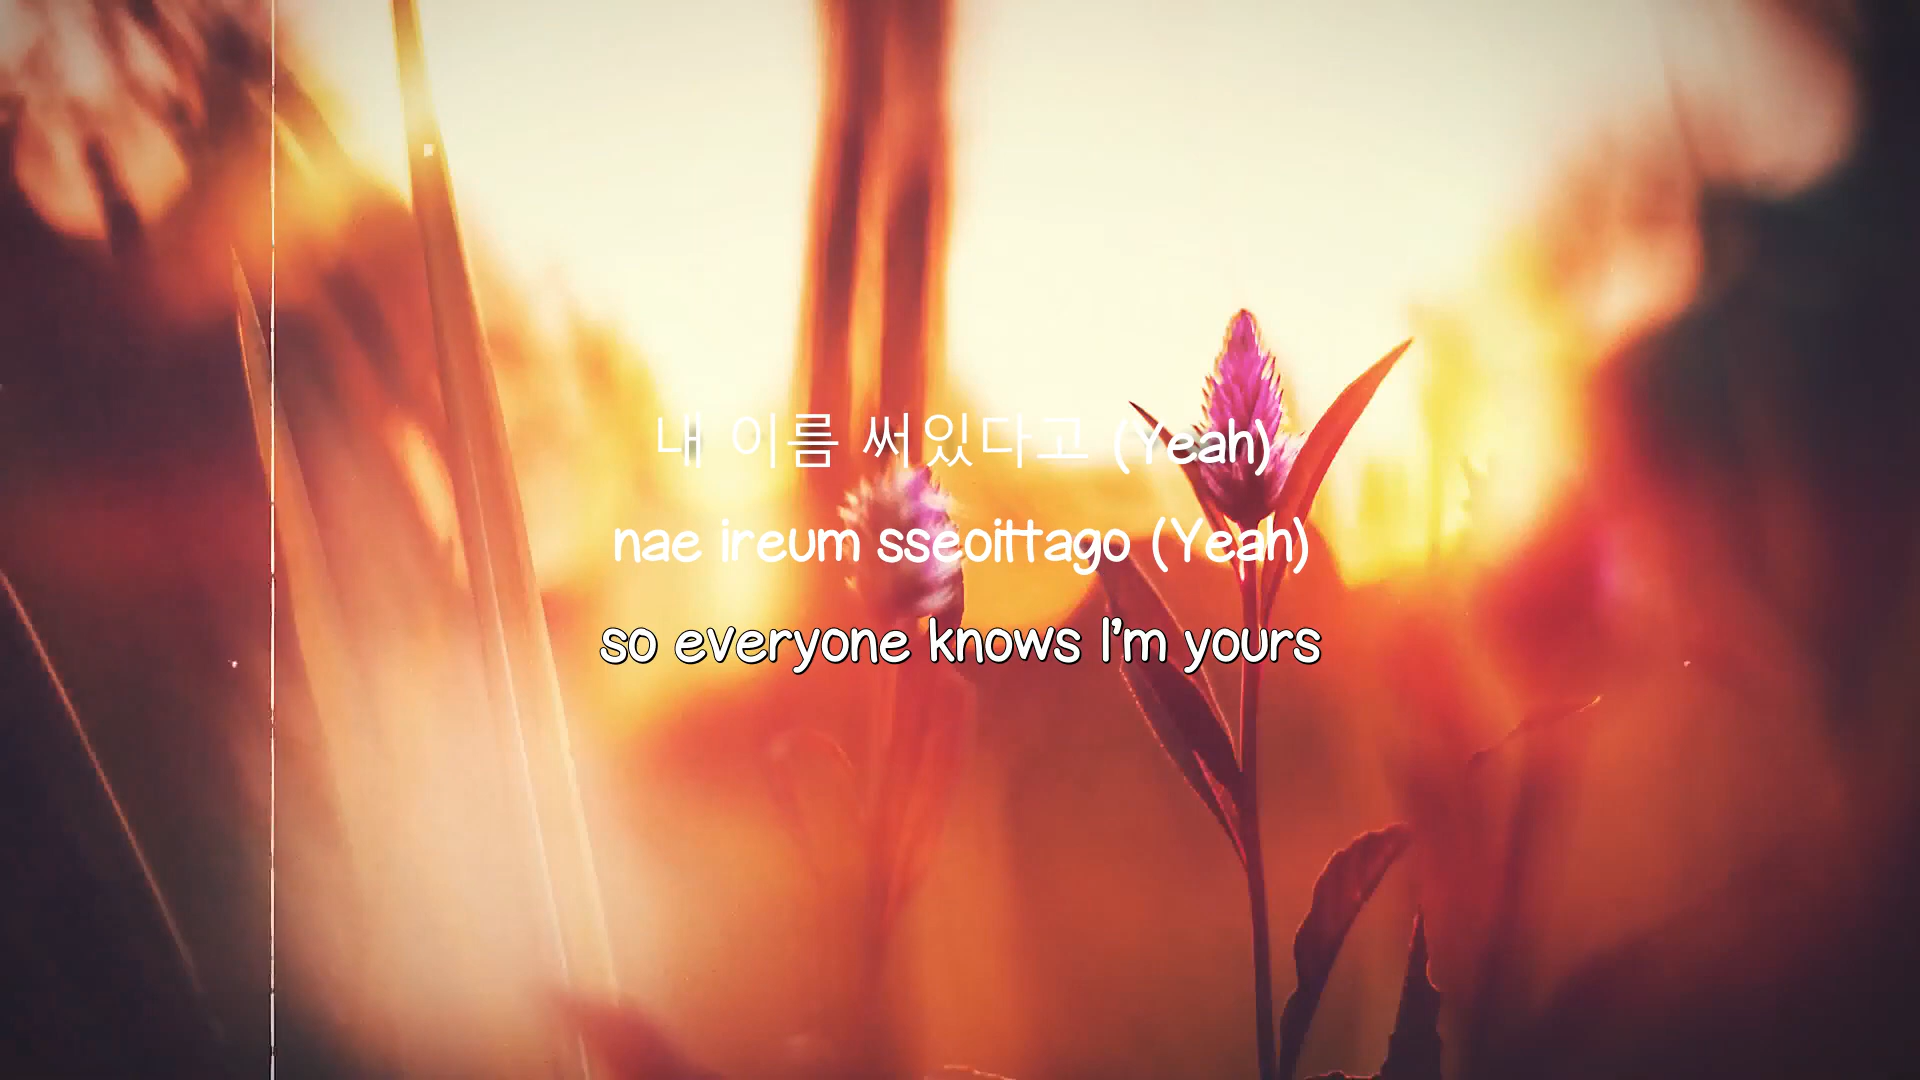 내 이름 써있다고 (Yeah)
nae ireum sseoittago (Yeah)
so everyone knows I'm yours